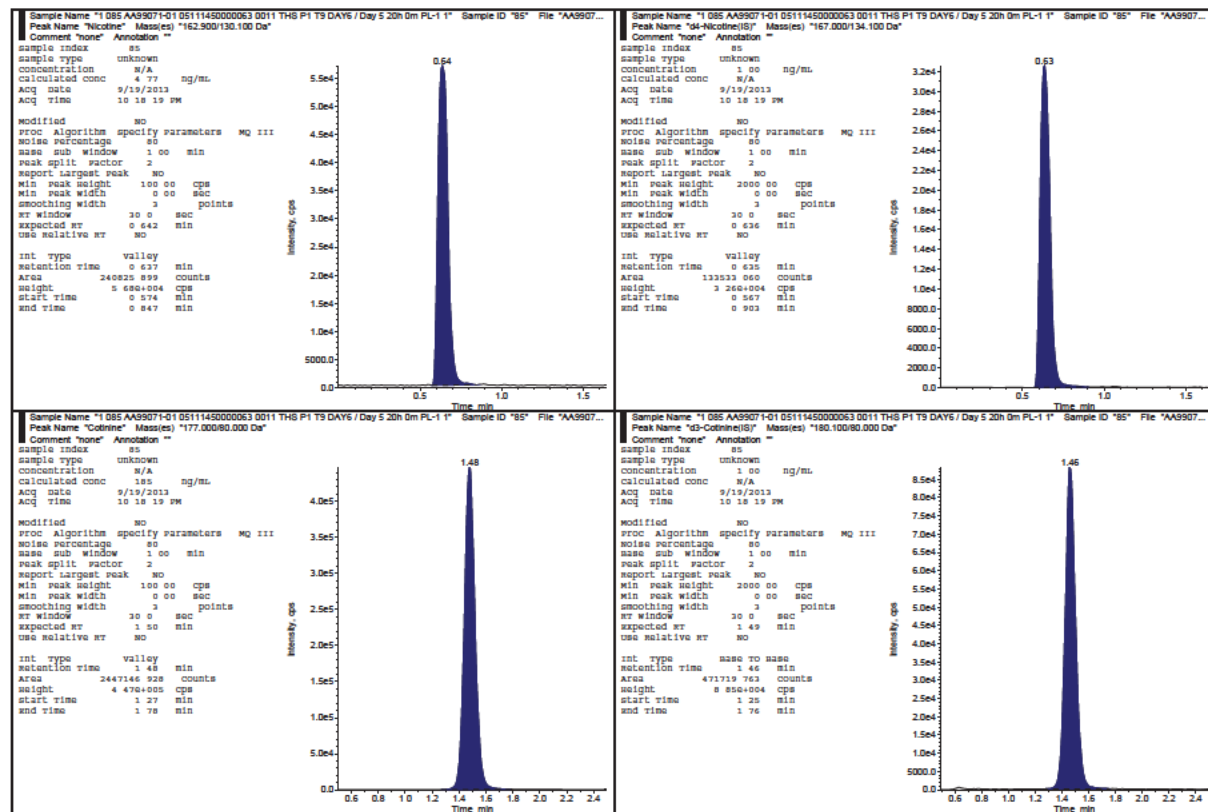 Sample Name "1 085 AA99071-01 05111450000063 0011 THS P1 T9 DAY6 / Day 5 20h 0m PL-1 1" Sample ID "85" File "AA9907...
Peak Name "Nicotine" Mass(es) "162.900/130.100 Da"
Comment "none" Annotation ""
Sample Index 85
Sample Type Unknown
Concentration N/A
Calculated Conc 4 77 ng/mL
Acq Date 9/19/2013
Acq Time 10 18 19 PM
Modified NO
Proc Algorithm Specify Parameters MQ III
Noise Percentage 80
Base Sub Window 1 00 min
Peak Split Factor 2
Report Largest Peak NO
Min Peak Height 100 00 cps
Min Peak Width 0 00 sec
Smoothing Width 3 points
RT Window 30 0 sec
Expected RT 0 642 min
Use Relative RT NO
Int Type Valley
Retention Time 0 637 min
Area 240825 899 counts
Height 5 68e+004 cps
Start Time 0 574 min
End Time 0 847 min
0.64
5.5e4
5.0e4
4.5e4
4.0e4
3.5e4
3.0e4
2.5e4
2.0e4
1.5e4
1.0e4
5000.0
0.0
Intensity, cps
0.5 1.0 1.5
Time min
Sample Name "1 085 AA99071-01 05111450000063 0011 THS P1 T9 DAY6 / Day 5 20h 0m PL-1 1" Sample ID "85" File "AA9907...
Peak Name "d4-Nicotine(IS)" Mass(es) "167.000/134.100 Da"
Comment "none" Annotation ""
Sample Index 85
Sample Type Unknown
Concentration 1 00 ng/mL
Calculated Conc N/A
Acq Date 9/19/2013
Acq Time 10 18 19 PM
Modified NO
Proc Algorithm Specify Parameters MQ III
Noise Percentage 80
Base Sub Window 1 00 min
Peak Split Factor 2
Report Largest Peak NO
Min Peak Height 2000 00 cps
Min Peak Width 0 00 sec
Smoothing Width 3 points
RT Window 30 0 sec
Expected RT 0 636 min
Use Relative RT NO
Int Type Valley
Retention Time 0 635 min
Area 133533 060 counts
Height 3 26e+004 cps
Start Time 0 567 min
End Time 0 903 min
0.63
3.2e4
3.0e4
2.8e4
2.6e4
2.4e4
2.2e4
2.0e4
1.8e4
1.6e4
1.4e4
1.2e4
1.0e4
8000.0
6000.0
4000.0
2000.0
0.0
Intensity, cps
0.5 1.0 1.5
Time min
Sample Name "1 085 AA99071-01 05111450000063 0011 THS P1 T9 DAY6 / Day 5 20h 0m PL-1 1" Sample ID "85" File "AA9907...
Peak Name "Cotinine" Mass(es) "177.000/80.000 Da"
Comment "none" Annotation ""
Sample Index 85
Sample Type Unknown
Concentration N/A
Calculated Conc 185 ng/mL
Acq Date 9/19/2013
Acq Time 10 18 19 PM
Modified NO
Proc Algorithm Specify Parameters MQ III
Noise Percentage 80
Base Sub Window 1 00 min
Peak Split Factor 2
Report Largest Peak NO
Min Peak Height 100 00 cps
Min Peak Width 0 00 sec
Smoothing Width 3 points
RT Window 30 0 sec
Expected RT 1 50 min
Use Relative RT NO
Int Type Valley
Retention Time 1 48 min
Area 2447146 928 counts
Height 4 47e+005 cps
Start Time 1 27 min
End Time 1 78 min
1.48
4.0e5
3.5e5
3.0e5
2.5e5
2.0e5
1.5e5
1.0e5
5.0e4
0.0
Intensity, cps
0.6 0.8 1.0 1.2 1.4 1.6 1.8 2.0 2.2 2.4
Time min
Sample Name "1 085 AA99071-01 05111450000063 0011 THS P1 T9 DAY6 / Day 5 20h 0m PL-1 1" Sample ID "85" File "AA9907...
Peak Name "d3-Cotinine(IS)" Mass(es) "180.100/80.000 Da"
Comment "none" Annotation ""
Sample Index 85
Sample Type Unknown
Concentration 1 00 ng/mL
Calculated Conc N/A
Acq Date 9/19/2013
Acq Time 10 18 19 PM
Modified NO
Proc Algorithm Specify Parameters MQ III
Noise Percentage 80
Base Sub Window 1 00 min
Peak Split Factor 2
Report Largest Peak NO
Min Peak Height 2000 00 cps
Min Peak Width 0 00 sec
Smoothing Width 3 points
RT Window 30 0 sec
Expected RT 1 49 min
Use Relative RT NO
Int Type Base To Base
Retention Time 1 46 min
Area 471719 763 counts
Height 8 85e+004 cps
Start Time 1 25 min
End Time 1 76 min
1.46
8.5e4
8.0e4
7.5e4
7.0e4
6.5e4
6.0e4
5.5e4
5.0e4
4.5e4
4.0e4
3.5e4
3.0e4
2.5e4
2.0e4
1.5e4
1.0e4
5000.0
0.0
Intensity, cps
0.6 0.8 1.0 1.2 1.4 1.6 1.8 2.0 2.2 2.4
Time min